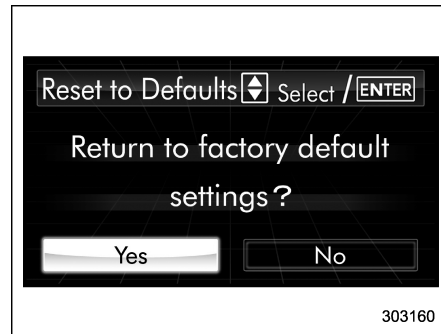 Reset to Defaults Select / ENTER
Return to factory default
settings?
Yes No
303160